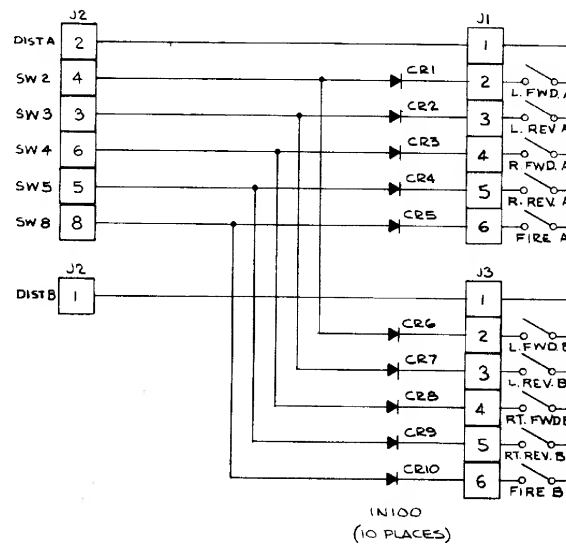 J2 J1
DIST A 2 1
SW 2 4 CR1 2 L. FWD. A
SW 3 3 CR2 3 L. REV A
SW 4 6 CR3 4 R. FWD. A
SW 5 5 CR4 5 R. REV. A
SW 8 8 CR5 6 FIRE A
J2 J3
DIST B 1 1
CR6 2 L. FWD. B
CR7 3 L. REV. B
CR8 4 RT. FWD B
CR9 5 RT. REV. B
CR10 6 FIRE B
IN100
(10 PLACES)